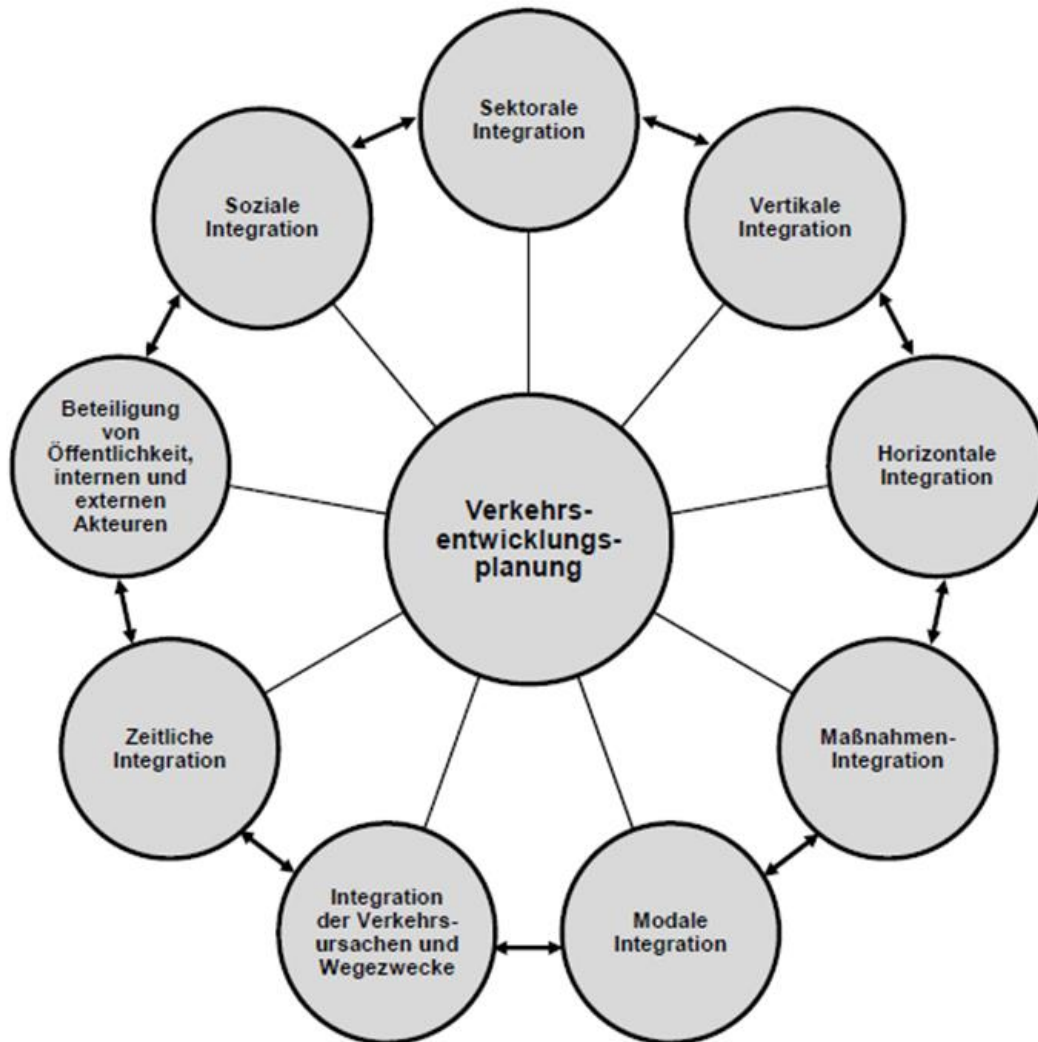 Sektorale
Integration
Vertikale
Integration
Horizontale
Integration
Maßnahmen-
Integration
Modale
Integration
Integration
der Verkehrs-
ursachen und
Wegezwecke
Zeitliche
Integration
Beteiligung
von
Öffentlichkeit,
internen und
externen
Akteuren
Soziale
Integration
Verkehrs-
entwicklungs-
planung